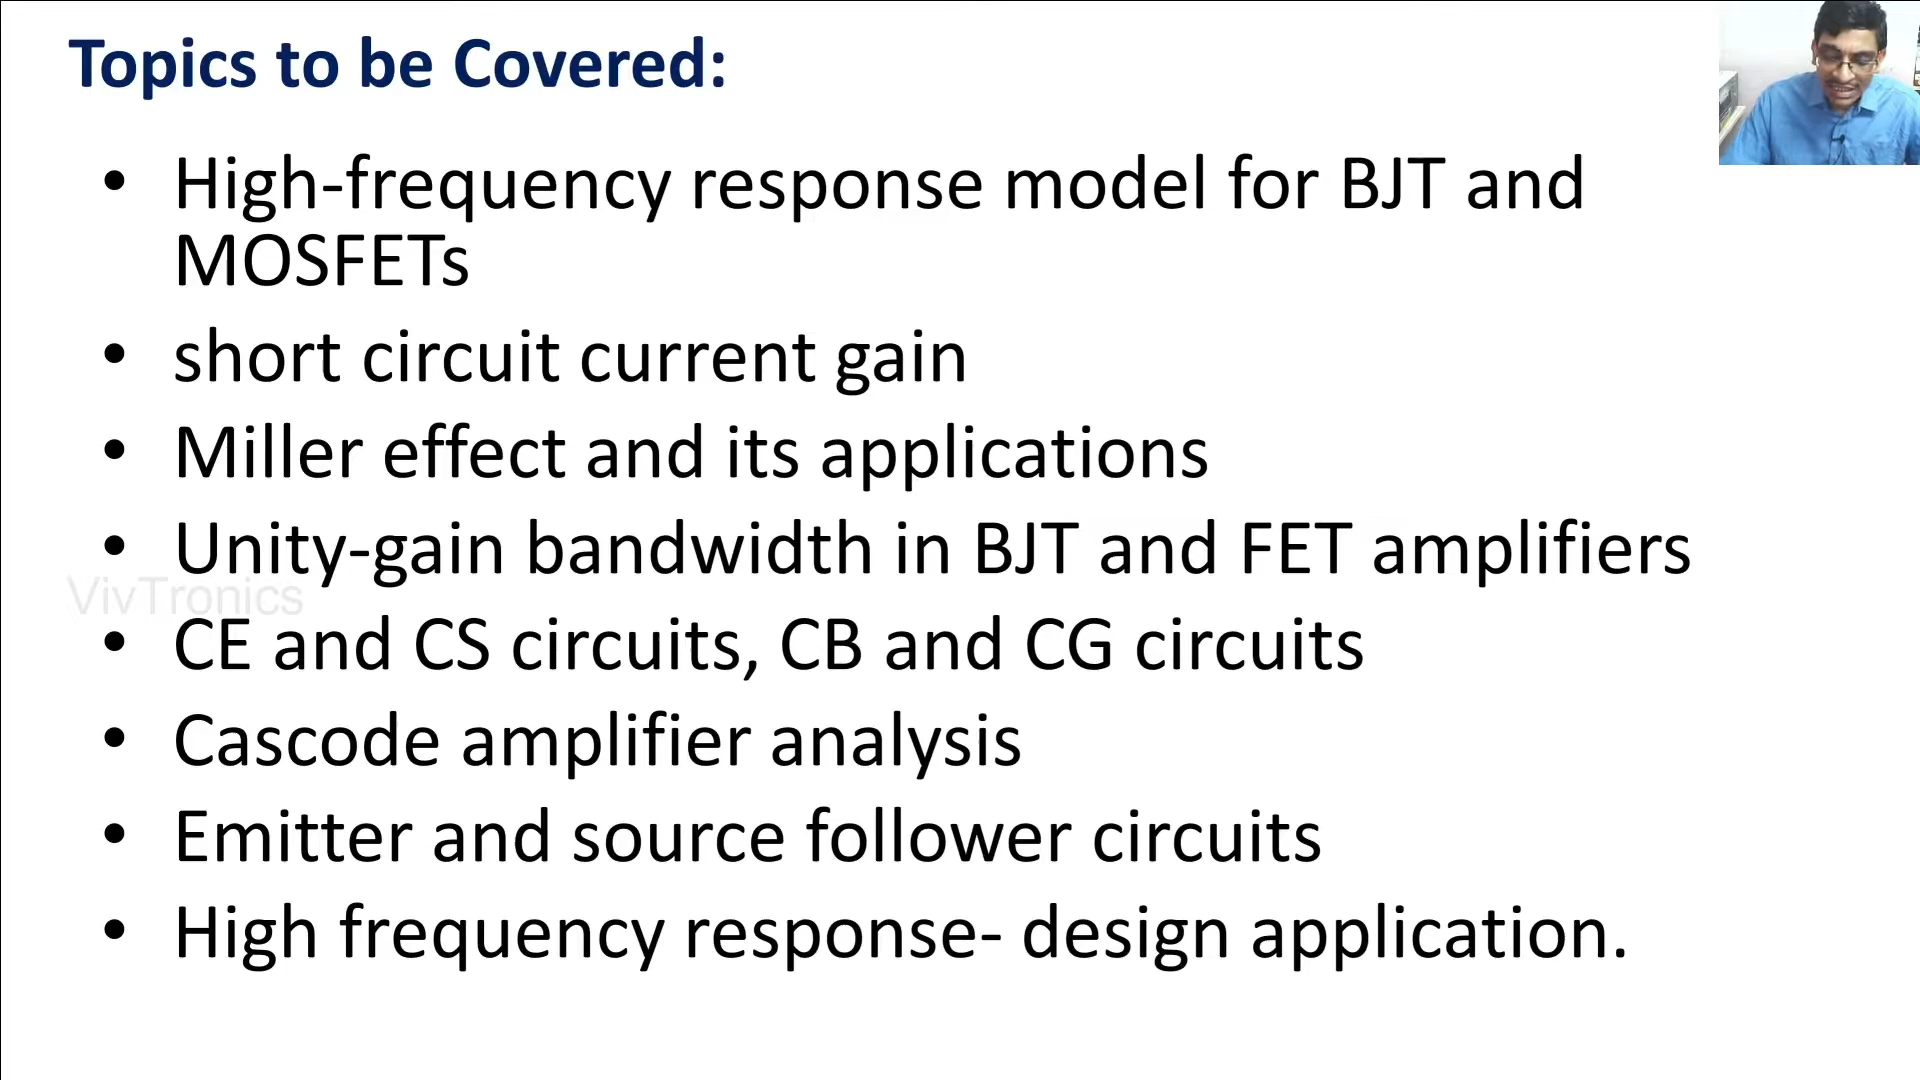 Topics to be Covered:
• High-frequency response model for BJT and
MOSFETs
• short circuit current gain
• Miller effect and its applications
• Unity-gain bandwidth in BJT and FET amplifiers
VivTronics
• CE and CS circuits, CB and CG circuits
• Cascode amplifier analysis
• Emitter and source follower circuits
• High frequency response- design application.